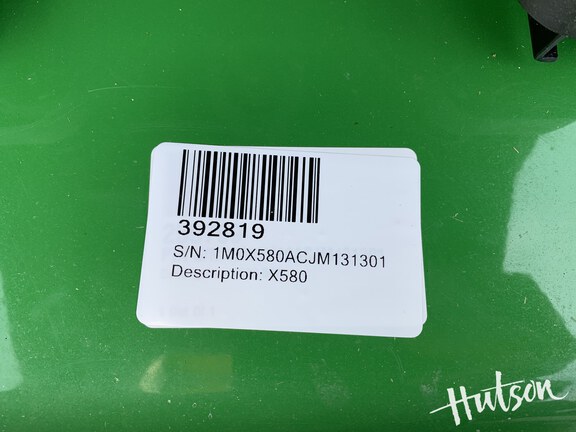 392819
S/N: 1M0X580ACJM131301
Description: X580
Hutson